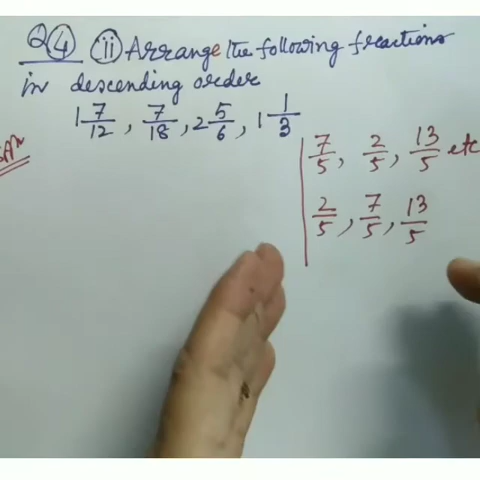 Q④ (ii) Arrange the following fractions
in descending order
1 7/12, 7/18, 2 5/6, 1 1/3
7/5, 2/5, 13/5 etc
2/5, 7/5, 13/5